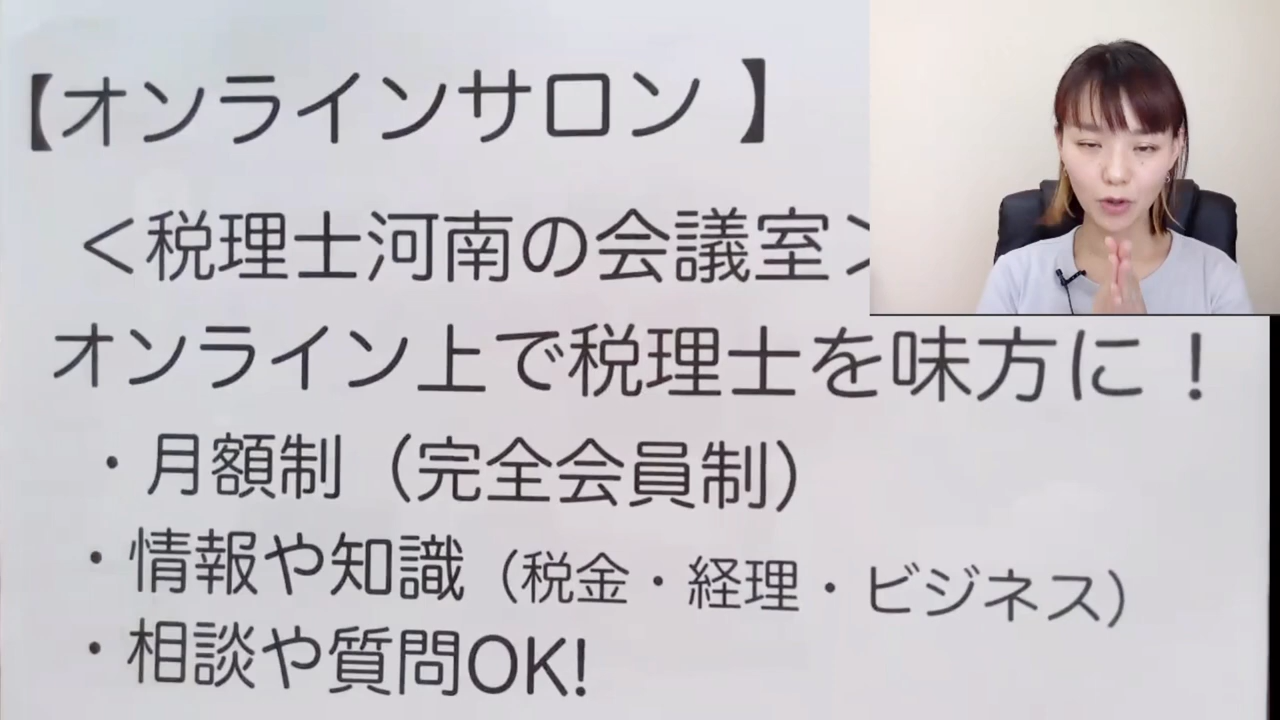 【オンラインサロン 】
＜税理士河南の会議室＞
オンライン上で税理士を味方に！
・月額制（完全会員制）
・情報や知識（税金・経理・ビジネス）
・相談や質問OK!